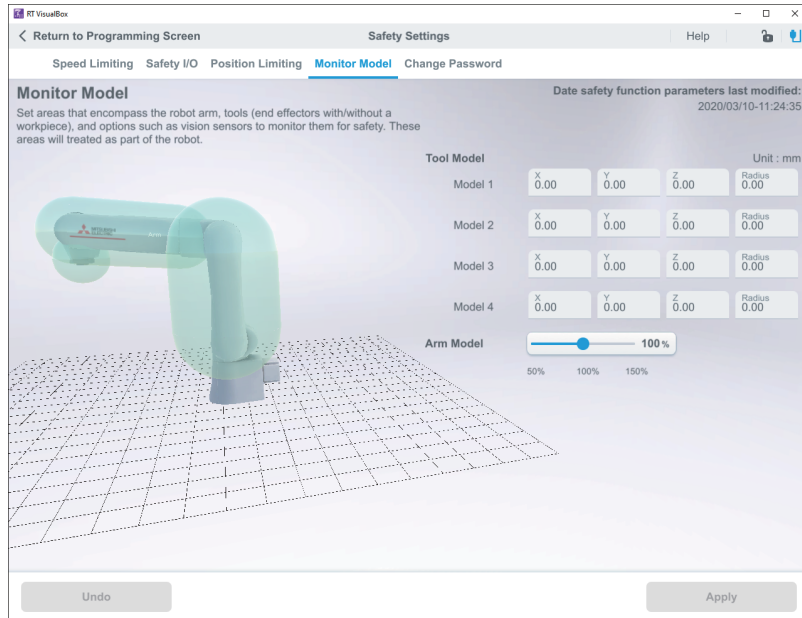 RT VisualBox
Return to Programming Screen
Safety Settings
Help
Speed Limiting
Safety I/O
Position Limiting
Monitor Model
Change Password
Monitor Model
Set areas that encompass the robot arm, tools (end effectors with/without a
workpiece), and options such as vision sensors to monitor them for safety. These
areas will treated as part of the robot.
Date safety function parameters last modified:
2020/03/10-11:24:35
MITSUBISHI
ELECTRIC
Tool Model
Unit : mm
Model 1
X
0.00
Y
0.00
Z
0.00
Radius
0.00
Model 2
X
0.00
Y
0.00
Z
0.00
Radius
0.00
Model 3
X
0.00
Y
0.00
Z
0.00
Radius
0.00
Model 4
X
0.00
Y
0.00
Z
0.00
Radius
0.00
Arm Model
100 %
50%
100%
150%
Undo
Apply